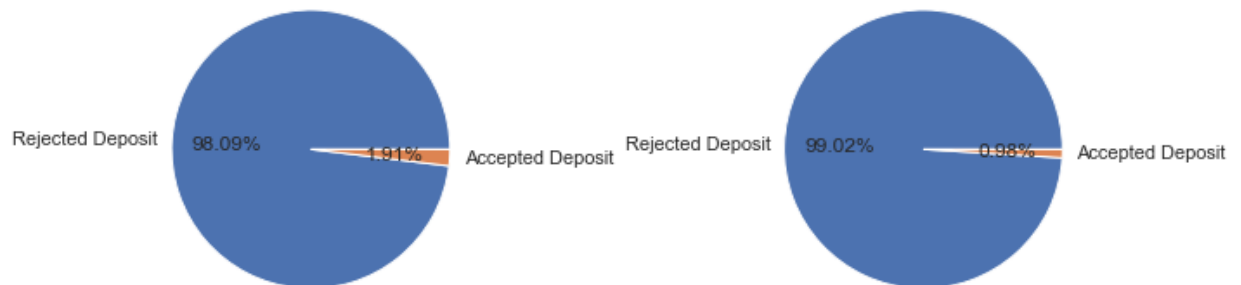 Rejected Deposit 98.09% 1.91% Accepted Deposit
Rejected Deposit 99.02% 0.98% Accepted Deposit